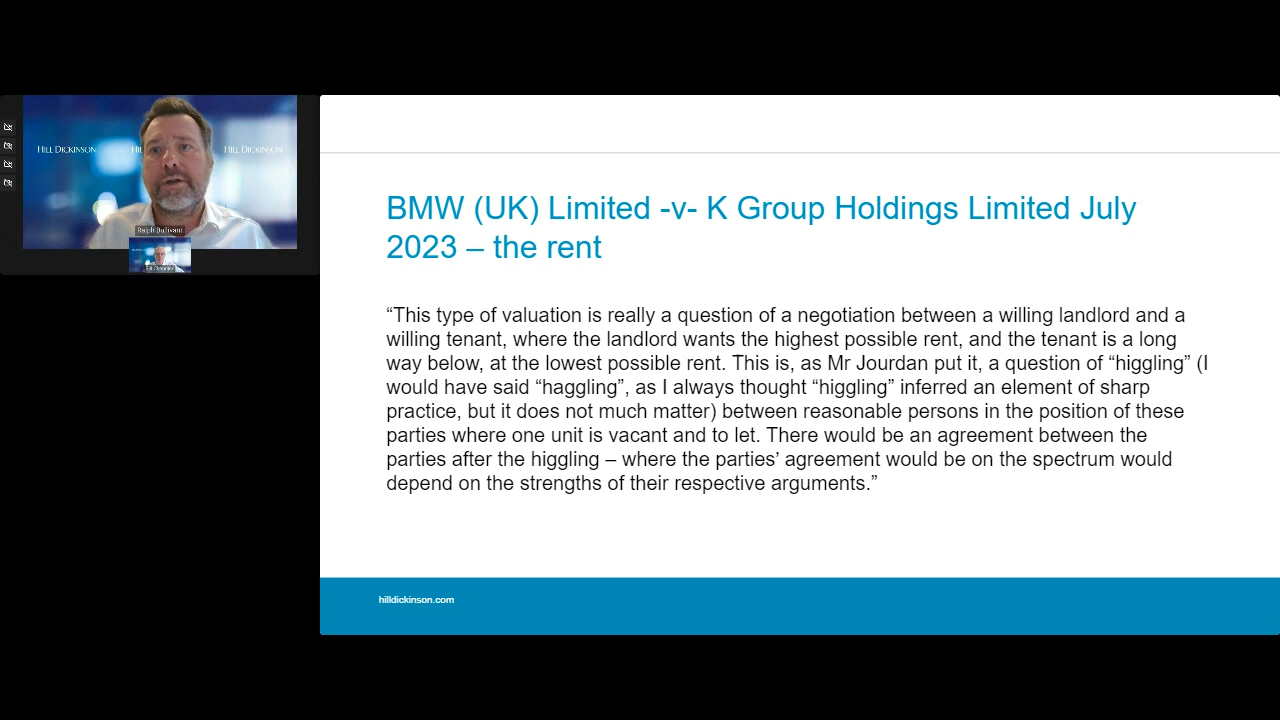 HILL DICKINSON
HILL DICKINSON
Ralph Bullivant
BMW (UK) Limited -v- K Group Holdings Limited July
2023 – the rent
“This type of valuation is really a question of a negotiation between a willing landlord and a
willing tenant, where the landlord wants the highest possible rent, and the tenant is a long
way below, at the lowest possible rent. This is, as Mr Jourdan put it, a question of “higgling” (I
would have said “haggling”, as I always thought “higgling” inferred an element of sharp
practice, but it does not much matter) between reasonable persons in the position of these
parties where one unit is vacant and to let. There would be an agreement between the
parties after the higgling – where the parties’ agreement would be on the spectrum would
depend on the strengths of their respective arguments.”
hilldickinson.com